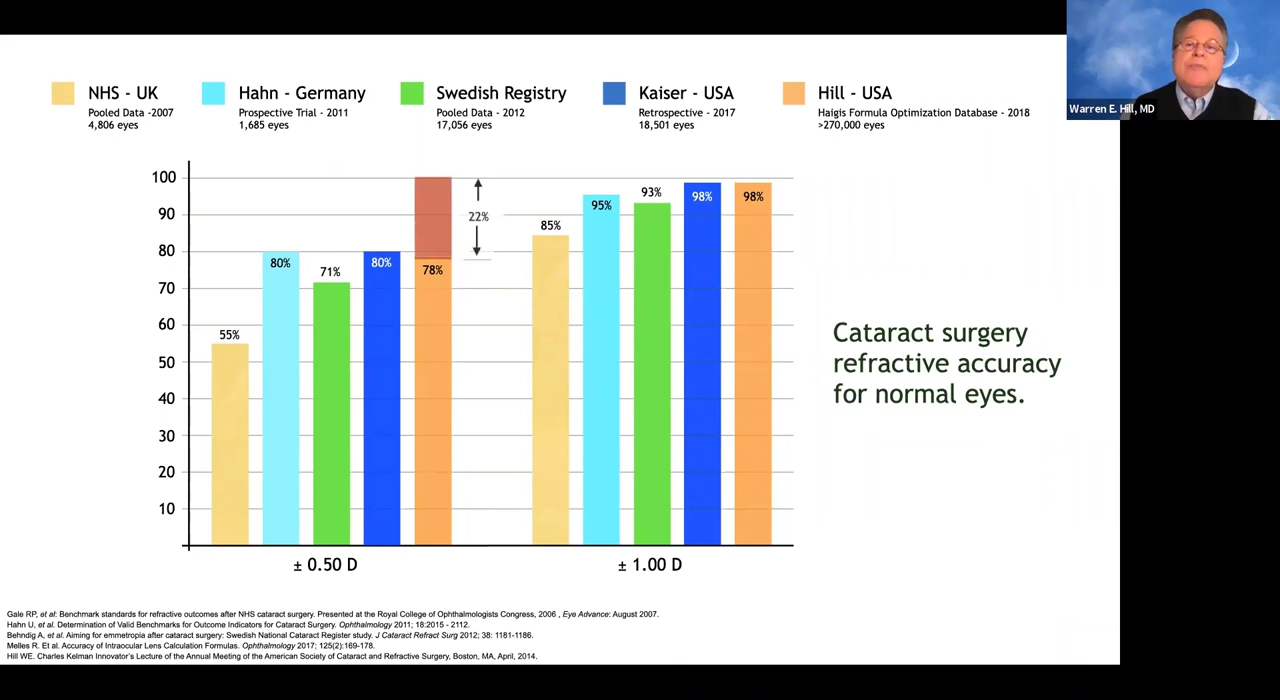 Warren E. Hill, MD
NHS - UK
Pooled Data -2007
4,806 eyes
Hahn - Germany
Prospective Trial - 2011
1,685 eyes
Swedish Registry
Pooled Data - 2012
17,056 eyes
Kaiser - USA
Retrospective - 2017
18,501 eyes
Hill - USA
Haigis Formula Optimization Database - 2018
>270,000 eyes
100
90
80
70
60
50
40
30
20
10
55%
80%
71%
80%
78%
22%
85%
95%
93%
98%
98%
± 0.50 D
± 1.00 D
Cataract surgery
refractive accuracy
for normal eyes.
Gale RP, et al: Benchmark standards for refractive outcomes after NHS cataract surgery. Presented at the Royal College of Ophthalmologists Congress, 2006 , Eye Advance: August 2007.
Hahn U, et al. Determination of Valid Benchmarks for Outcome Indicators for Cataract Surgery. Ophthalmology 2011; 18:2015 - 2112.
Behndig A, et al. Aiming for emmetropia after cataract surgery: Swedish National Cataract Register study. J Cataract Refract Surg 2012; 38: 1181-1186.
Melles R. Et al. Accuracy of Intraocular Lens Calculation Formulas. Ophthalmology 2017; 125(2):169-178.
Hill WE. Charles Kelman Innovator's Lecture of the Annual Meeting of the American Society of Cataract and Refractive Surgery, Boston, MA, April, 2014.